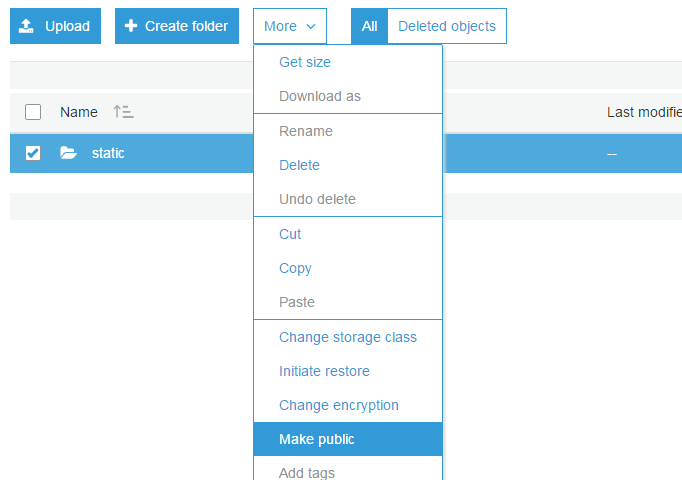 Upload Create folder More All Deleted objects
Get size
Download as
Name Last modifie
Rename
static --
Delete
Undo delete
Cut
Copy
Paste
Change storage class
Initiate restore
Change encryption
Make public
Add tags